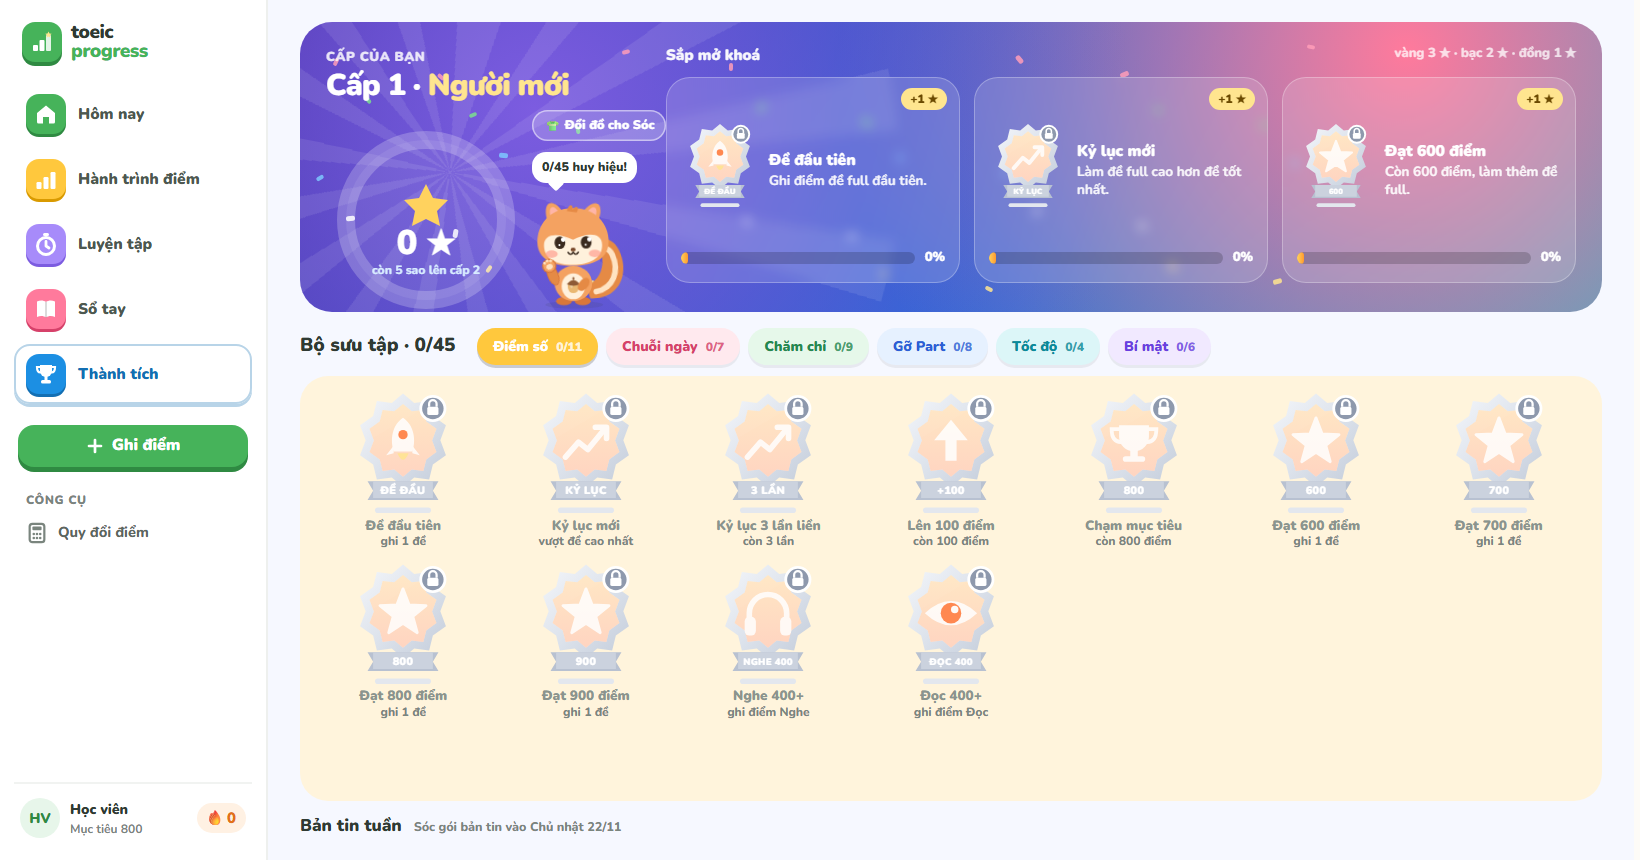 toeic
progress
Hôm nay
Hành trình điểm
Luyện tập
Sổ tay
Thành tích
+ Ghi điểm
CÔNG CỤ
Quy đổi điểm
HV
Học viên
Mục tiêu 800
0
CẤP CỦA BẠN
Cấp 1 · Người mới
Đổi đồ cho Sóc
0/45 huy hiệu!
0 ★
còn 5 sao lên cấp 2
Sắp mở khoá
vàng 3 ★ · bạc 2 ★ · đồng 1 ★
+1 ★
ĐỀ ĐẦU
Đề đầu tiên
Ghi điểm đề full đầu tiên.
0%
+1 ★
KỶ LỤC
Kỷ lục mới
Làm đề full cao hơn đề tốt
nhất.
0%
+1 ★
600
Đạt 600 điểm
Còn 600 điểm, làm thêm đề
full.
0%
Bộ sưu tập · 0/45
Điểm số 0/11
Chuỗi ngày 0/7
Chăm chỉ 0/9
Gỡ Part 0/8
Tốc độ 0/4
Bí mật 0/6
ĐỀ ĐẦU
Đề đầu tiên
ghi 1 đề
KỶ LỤC
Kỷ lục mới
vượt đề cao nhất
3 LẦN
Kỷ lục 3 lần liền
còn 3 lần
+100
Lên 100 điểm
còn 100 điểm
800
Chạm mục tiêu
còn 800 điểm
600
Đạt 600 điểm
ghi 1 đề
700
Đạt 700 điểm
ghi 1 đề
800
Đạt 800 điểm
ghi 1 đề
900
Đạt 900 điểm
ghi 1 đề
NGHE 400
Nghe 400+
ghi điểm Nghe
ĐỌC 400
Đọc 400+
ghi điểm Đọc
Bản tin tuần
Sóc gói bản tin vào Chủ nhật 22/11